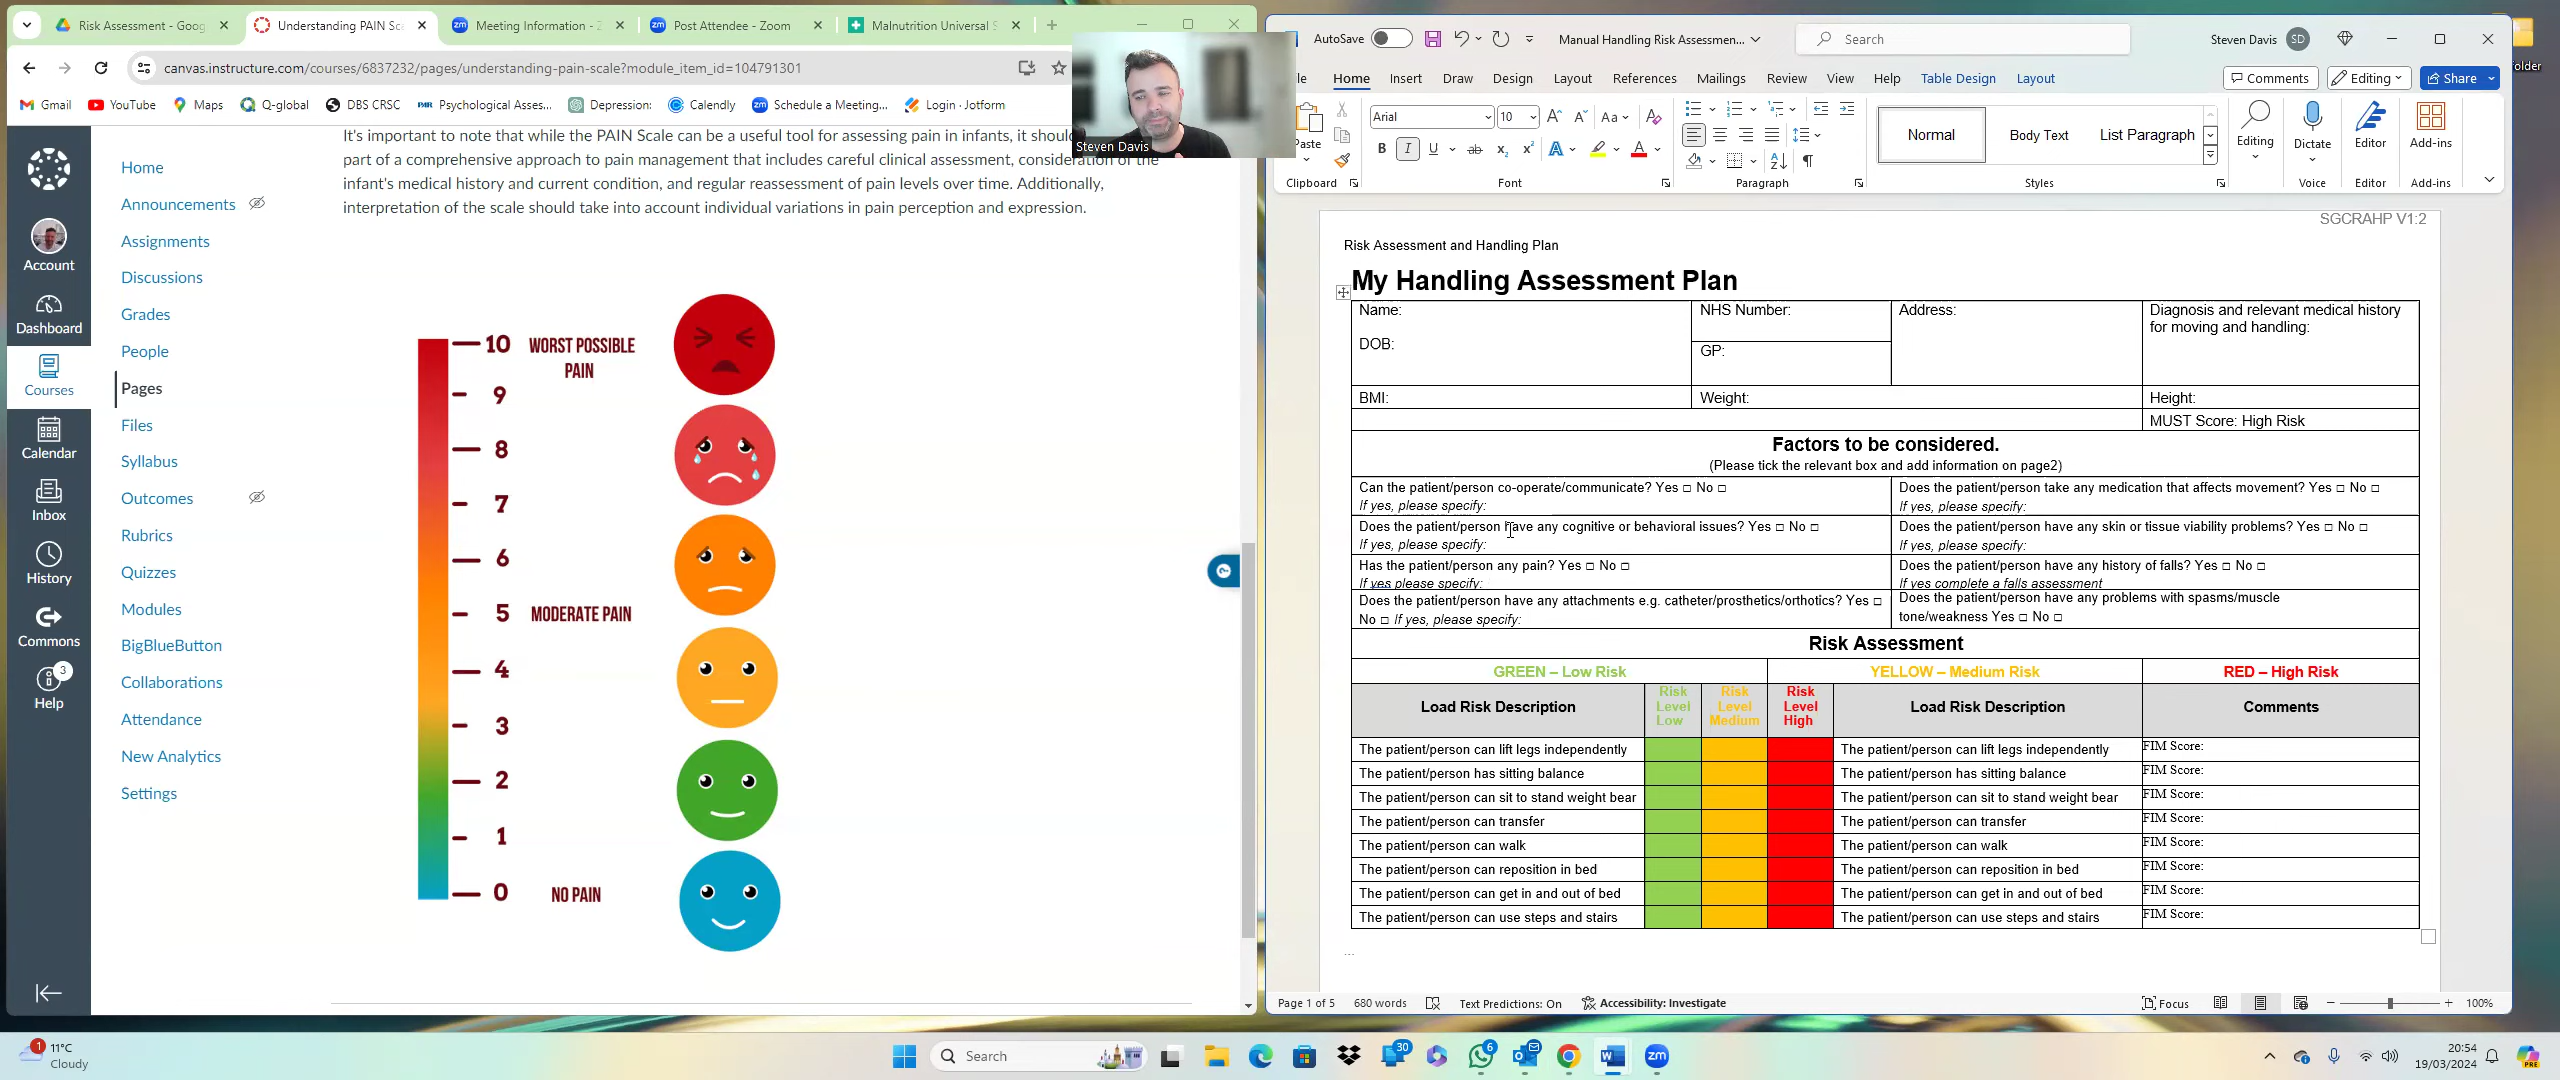 Risk Assessment - Goog
Understanding PAIN Sc
Meeting Information - Z
Post Attendee - Zoom
Malnutrition Universal S
canvas.instructure.com/courses/6837232/pages/understanding-pain-scale?module_item_id=104791301
Gmail
YouTube
Maps
Q-global
DBS CRSC
Psychological Asses...
Depression:
Calendly
Schedule a Meeting...
Login · Jotform
Steven Davis
Account
Dashboard
Courses
Calendar
Inbox
History
Commons
3
Help
Home
Announcements
Assignments
Discussions
Grades
People
Pages
Files
Syllabus
Outcomes
Rubrics
Quizzes
Modules
BigBlueButton
Collaborations
Attendance
New Analytics
Settings
It's important to note that while the PAIN Scale can be a useful tool for assessing pain in infants, it should
part of a comprehensive approach to pain management that includes careful clinical assessment, consideration of the
infant's medical history and current condition, and regular reassessment of pain levels over time. Additionally,
interpretation of the scale should take into account individual variations in pain perception and expression.
10 WORST POSSIBLE
PAIN
9
8
7
6
5 MODERATE PAIN
4
3
2
1
0 NO PAIN
AutoSave
Manual Handling Risk Assessmen...
Search
Steven Davis SD
Home Insert Draw Design Layout References Mailings Review View Help Table Design Layout
Comments
Editing
Share
Arial
10
Normal
Body Text
List Paragraph
Editing
Dictate
Editor
Add-ins
Clipboard
Font
Paragraph
Styles
Voice
Editor
Add-ins
SGCRAHP V1:2
Risk Assessment and Handling Plan
My Handling Assessment Plan
Name:
DOB:
NHS Number:
GP:
Address:
Diagnosis and relevant medical history
for moving and handling:
BMI:
Weight:
Height:
MUST Score: High Risk
Factors to be considered.
(Please tick the relevant box and add information on page2)
Can the patient/person co-operate/communicate? Yes □ No □
If yes, please specify:
Does the patient/person take any medication that affects movement? Yes □ No □
If yes, please specify:
Does the patient/person have any cognitive or behavioral issues? Yes □ No □
If yes, please specify:
Does the patient/person have any skin or tissue viability problems? Yes □ No □
If yes, please specify:
Has the patient/person any pain? Yes □ No □
If yes please specify:
Does the patient/person have any history of falls? Yes □ No □
If yes complete a falls assessment
Does the patient/person have any attachments e.g. catheter/prosthetics/orthotics? Yes □
No □ If yes, please specify:
Does the patient/person have any problems with spasms/muscle
tone/weakness Yes □ No □
Risk Assessment
GREEN – Low Risk
YELLOW – Medium Risk
RED – High Risk
Load Risk Description
Risk
Level
Low
Risk
Level
Medium
Risk
Level
High
Load Risk Description
Comments
The patient/person can lift legs independently The patient/person can lift legs independently FIM Score:
The patient/person has sitting balance The patient/person has sitting balance FIM Score:
The patient/person can sit to stand weight bear The patient/person can sit to stand weight bear FIM Score:
The patient/person can transfer The patient/person can transfer FIM Score:
The patient/person can walk The patient/person can walk FIM Score:
The patient/person can reposition in bed The patient/person can reposition in bed FIM Score:
The patient/person can get in and out of bed The patient/person can get in and out of bed FIM Score:
The patient/person can use steps and stairs The patient/person can use steps and stairs FIM Score:
Page 1 of 5
680 words
Text Predictions: On
Accessibility: Investigate
Focus
100%
1
11°C
Cloudy
Search
30
6
20:54
19/03/2024